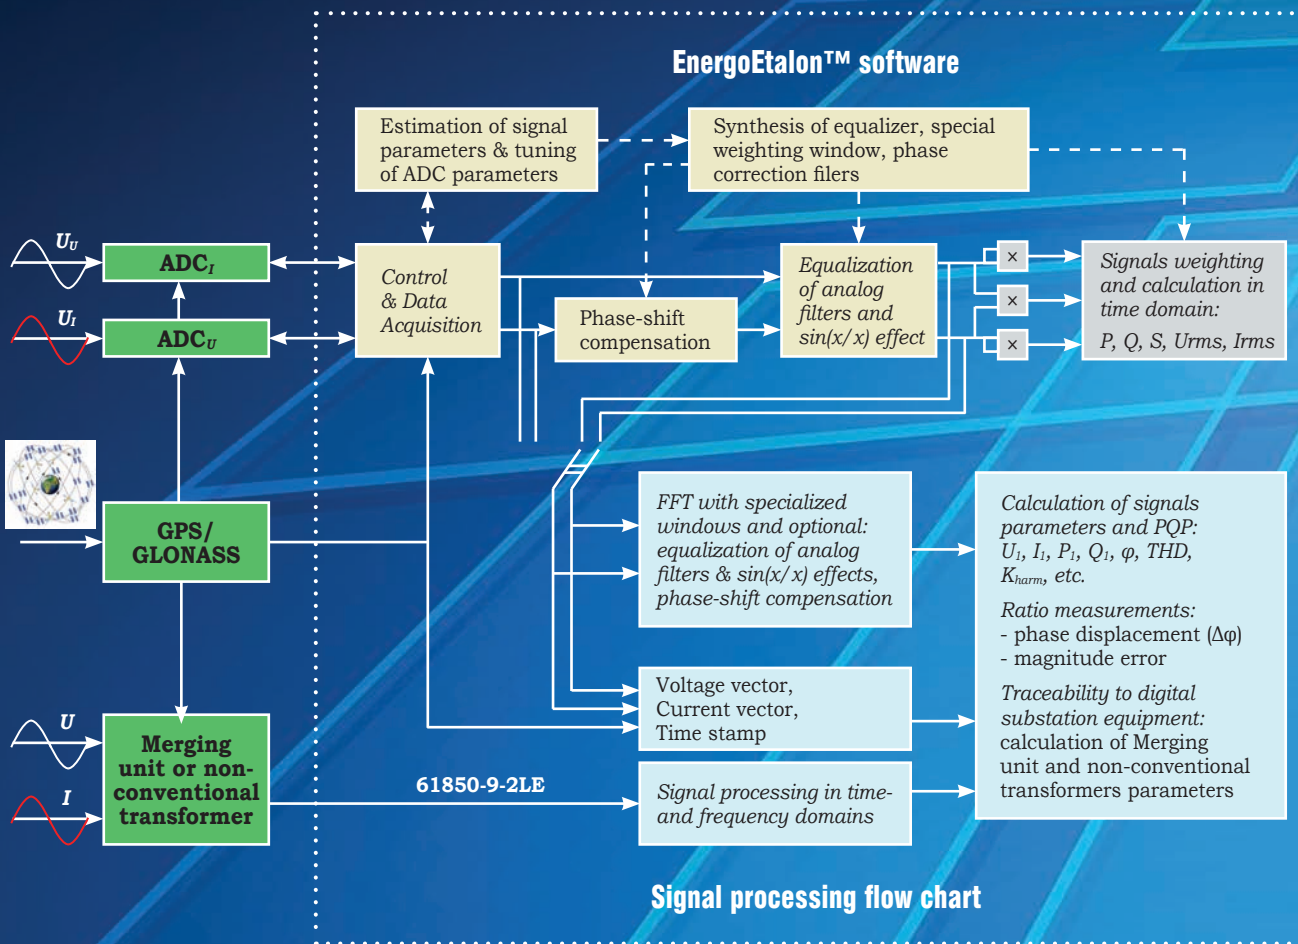 EnergoEtalon™ software
Estimation of signal
parameters & tuning
of ADC parameters
Synthesis of equalizer, special
weighting window, phase
correction filers
U_U
ADC_I
U_I
ADC_U
Control
& Data
Acquisition
Phase-shift
compensation
Equalization
of analog
filters and
sin(x/x) effect
×
×
×
Signals weighting
and calculation in
time domain:
P, Q, S, Urms, Irms
GPS/
GLONASS
FFT with specialized
windows and optional:
equalization of analog
filters & sin(x/x) effects,
phase-shift compensation
Calculation of signals
parameters and PQP:
U₁, I₁, P₁, Q₁, φ, THD,
K_harm, etc.
Ratio measurements:
- phase displacement (Δφ)
- magnitude error
Traceability to digital
substation equipment:
calculation of Merging
unit and non-conventional
transformers parameters
Voltage vector,
Current vector,
Time stamp
U
I
Merging
unit or non-
conventional
transformer
61850-9-2LE
Signal processing in time-
and frequency domains
Signal processing flow chart